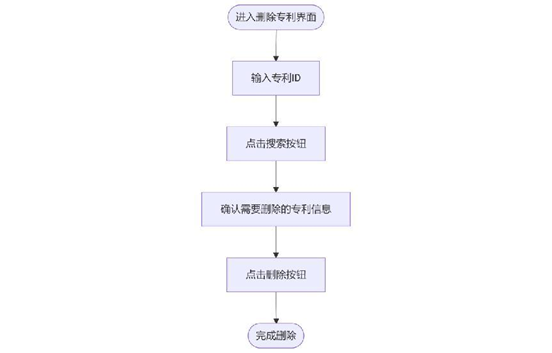 进入删除专利界面
输入专利ID
点击搜索按钮
确认需要删除的专利信息
点击删除按钮
完成删除